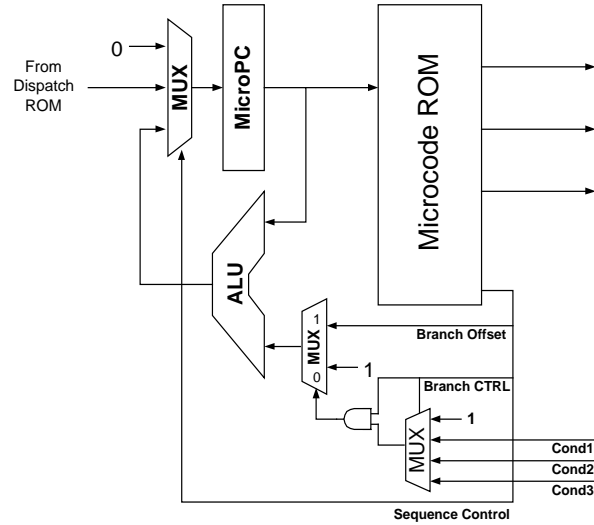 0
From
Dispatch
ROM
MUX
MicroPC
Microcode ROM
ALU
MUX
1
0
Branch Offset
1
Branch CTRL
1
MUX
Cond1
Cond2
Cond3
Sequence Control